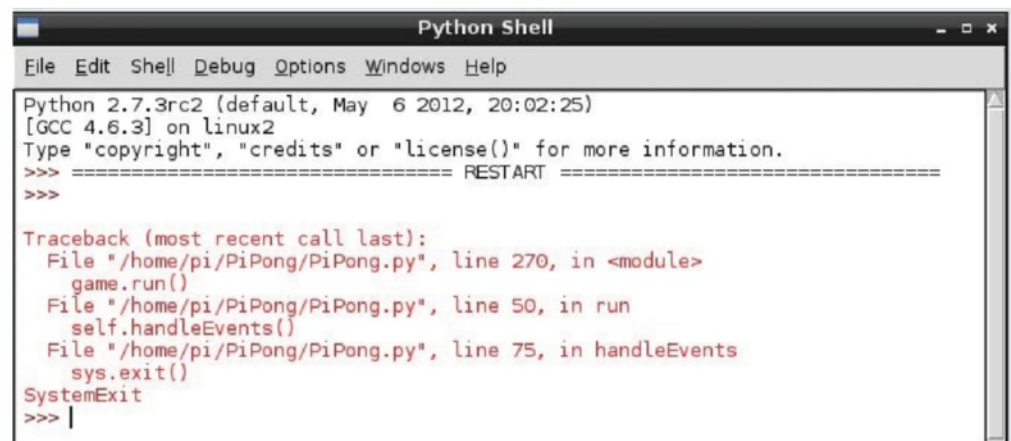 Python Shell
File Edit Shell Debug Options Windows Help
Python 2.7.3rc2 (default, May  6 2012, 20:02:25)
[GCC 4.6.3] on linux2
Type "copyright", "credits" or "license()" for more information.
>>> ================================ RESTART ================================
>>>
Traceback (most recent call last):
  File "/home/pi/PiPong/PiPong.py", line 270, in <module>
    game.run()
  File "/home/pi/PiPong/PiPong.py", line 50, in run
    self.handleEvents()
  File "/home/pi/PiPong/PiPong.py", line 75, in handleEvents
    sys.exit()
SystemExit
>>>